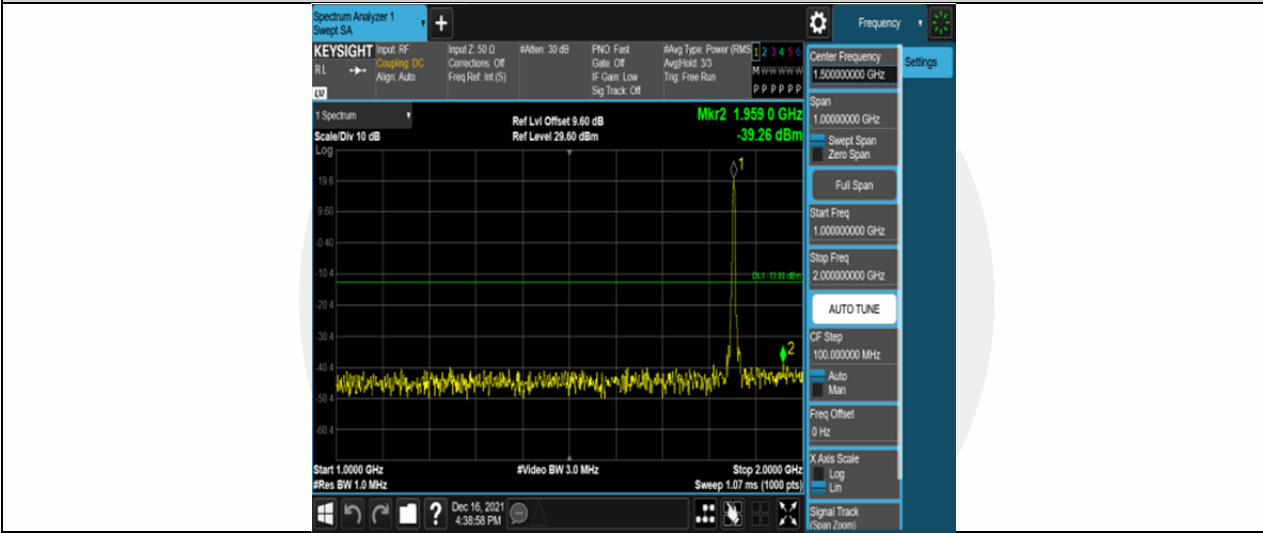 Spectrum Analyzer 1
Swept SA
+
Frequency
KEYSIGHT
RL
LV
Input: RF
Coupling: DC
Align: Auto
Input Z: 50 Ω
Corrections: Off
Freq Ref: Int (S)
#Atten: 30 dB
PNO: Fast
Gate: Off
IF Gain: Low
Sig Track: Off
#Avg Type: Power (RMS
Avg|Hold: 3/3
Trig: Free Run
1 2 3 4 5 6
M W W W W W
P P P P P P
1 Spectrum
Scale/Div 10 dB
Log
Ref Lvl Offset 9.60 dB
Ref Level 29.60 dBm
Mkr2 1.959 0 GHz
-39.26 dBm
1
19.6
9.60
-0.40
-10.4
DL1 -13.00 dBm
-20.4
-30.4
2
-40.4
-50.4
-60.4
Start 1.0000 GHz
#Res BW 1.0 MHz
#Video BW 3.0 MHz
Stop 2.0000 GHz
Sweep 1.07 ms (1000 pts)
?
Dec 16, 2021
4:38:58 PM
Center Frequency
1.500000000 GHz
Settings
Span
1.00000000 GHz
Swept Span
Zero Span
Full Span
Start Freq
1.000000000 GHz
Stop Freq
2.000000000 GHz
AUTO TUNE
CF Step
100.000000 MHz
Auto
Man
Freq Offset
0 Hz
X Axis Scale
Log
Lin
Signal Track
(Span Zoom)